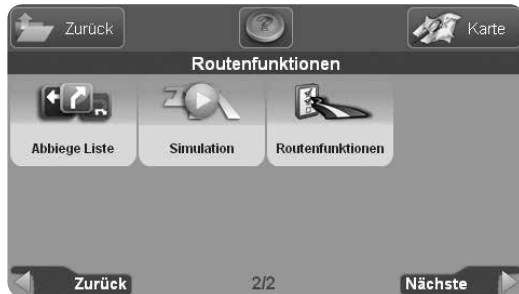 Zurück
Karte
Routenfunktionen
Abbiege Liste
Simulation
Routenfunktionen
Zurück
2/2
Nächste